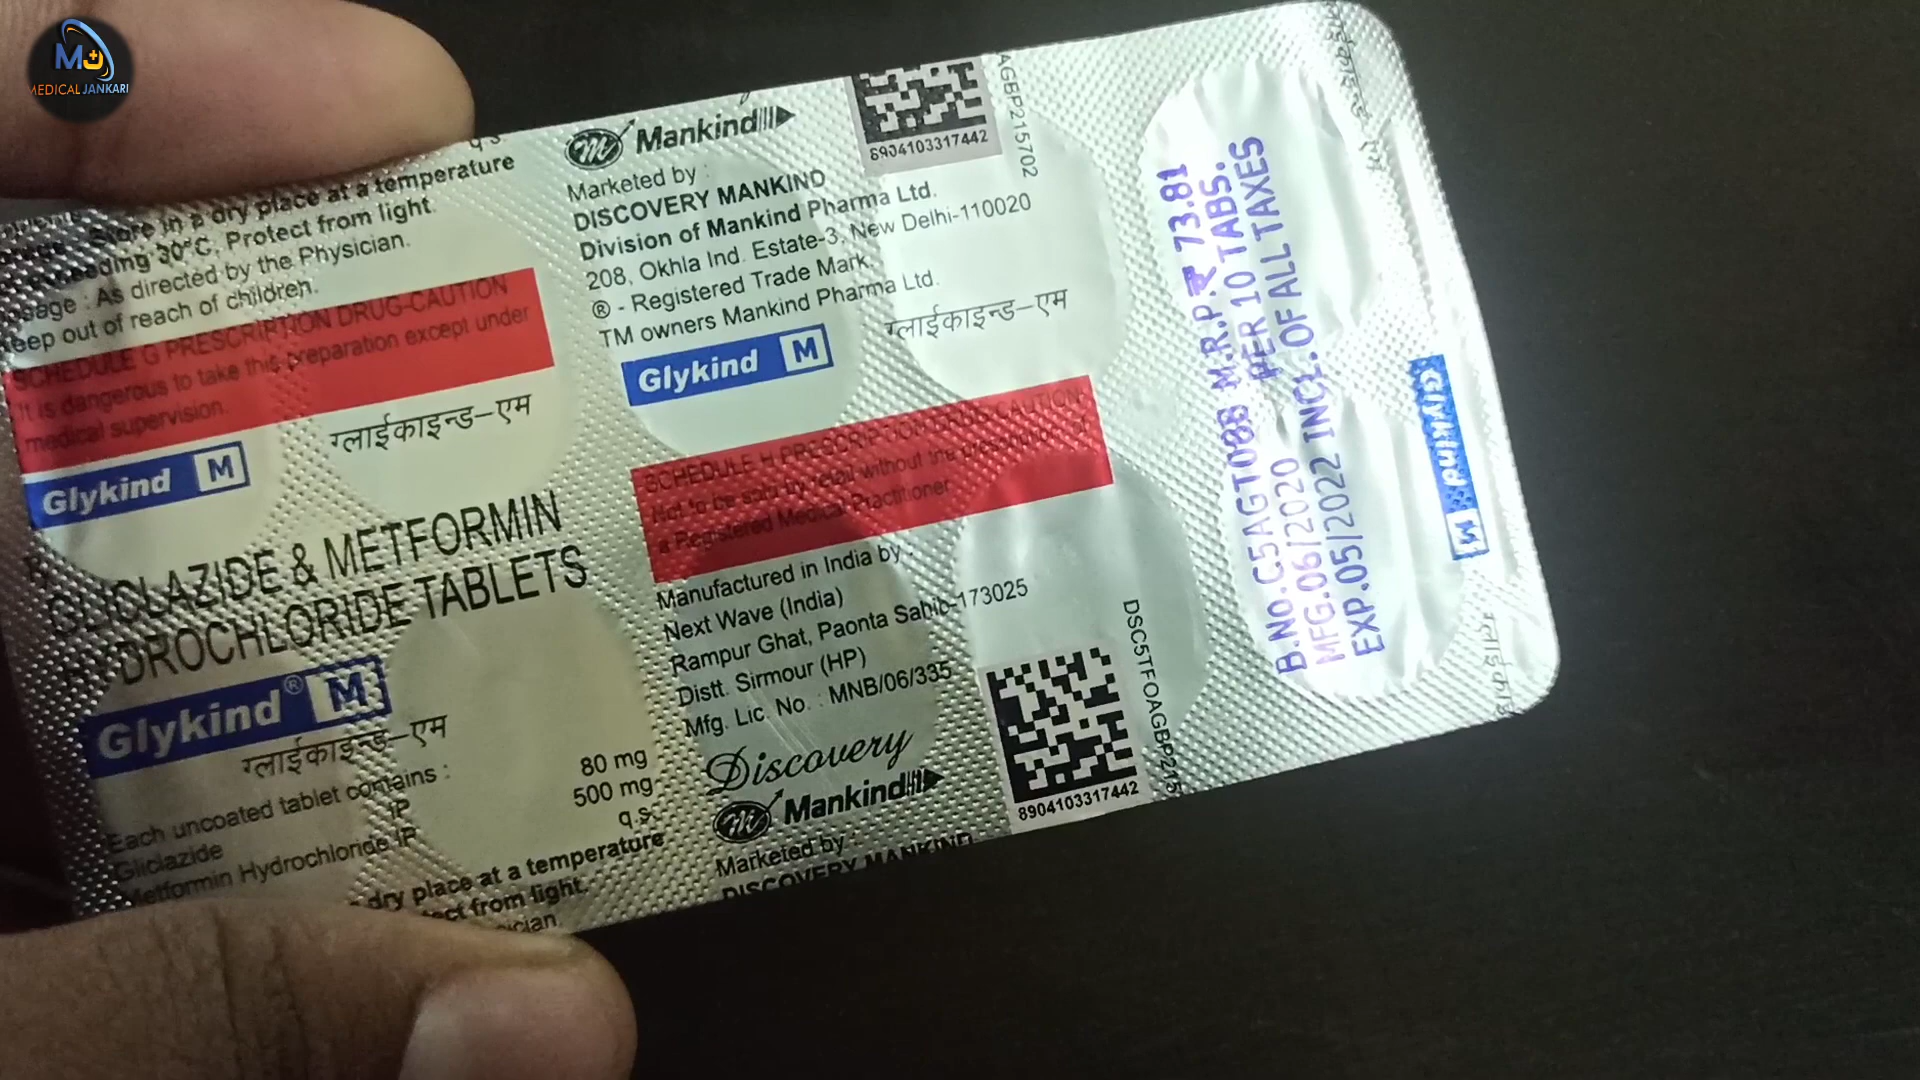 MJ
MEDICAL JANKARI
q.s.
Store in a dry place at a temperature
30°C. Protect from light.
As directed by the Physician.
keep out of reach of children.
SCHEDULE G PRESCRIPTION DRUG-CAUTION
It is dangerous to take this preparation except under
medical supervision.
Glykind M
ग्लाईकाइन्ड-एम
GLICLAZIDE & METFORMIN
HYDROCHLORIDE TABLETS
Glykind® M
ग्लाईकाइन्ड-एम
Each uncoated tablet contains :
Gliclazide IP 80 mg
Metformin Hydrochloride IP 500 mg
q.s.
dry place at a temperature
from light.
Mankind
Marketed by :
DISCOVERY MANKIND
Division of Mankind Pharma Ltd.
208, Okhla Ind. Estate-3, New Delhi-110020
® - Registered Trade Mark.
TM owners Mankind Pharma Ltd.
Glykind M
ग्लाईकाइन्ड-एम
SCHEDULE H PRESCRIPTION DRUG-CAUTION
Not to be sold by retail without the prescription of
a Registered Medical Practitioner
Manufactured in India by :
Next Wave (India)
Rampur Ghat, Paonta Sahib-173025
Distt. Sirmour (HP)
Mfg. Lic. No. : MNB/06/335
Discovery
Mankind
Marketed by :
DISCOVERY MANKIND
8904103317442
AGBP215702
8904103317442
DSC5TFOAGBP215
B.NO.C5AGT088 M.R.P.₹ 73.81
MFG.06/2020 PER 10 TABS.
EXP.05/2022 INCL.OF ALL TAXES
Glykind M